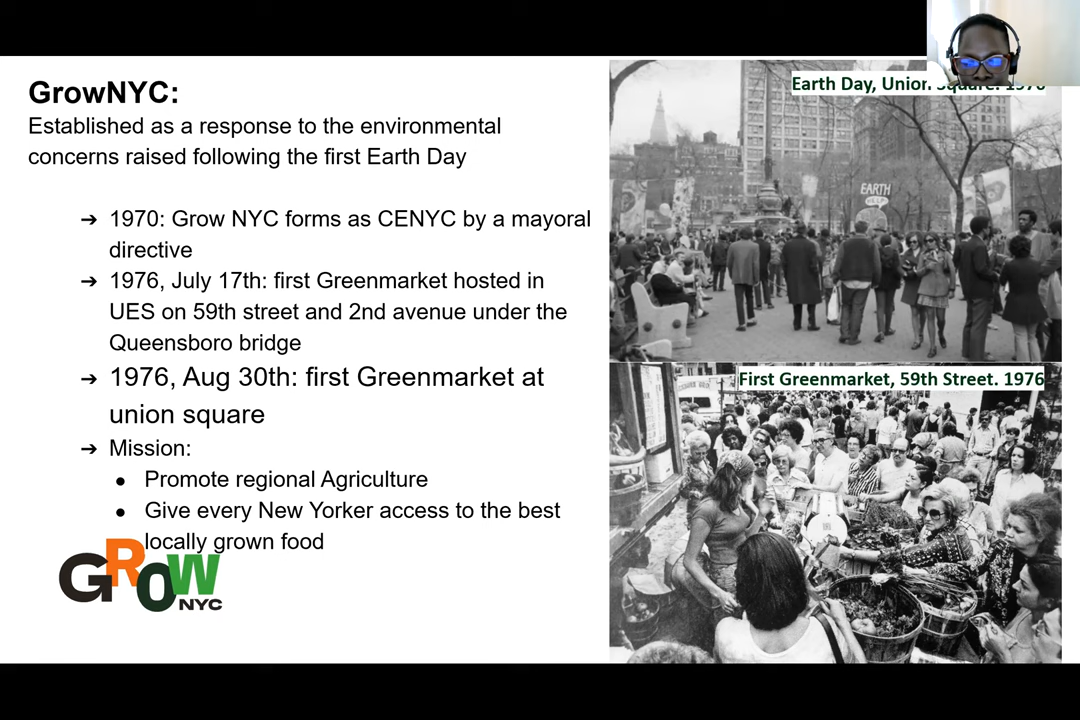 GrowNYC:
Established as a response to the environmental
concerns raised following the first Earth Day
➔ 1970: Grow NYC forms as CENYC by a mayoral
directive
➔ 1976, July 17th: first Greenmarket hosted in
UES on 59th street and 2nd avenue under the
Queensboro bridge
➔ 1976, Aug 30th: first Greenmarket at
union square
➔ Mission:
● Promote regional Agriculture
● Give every New Yorker access to the best
locally grown food
GROW
NYC
Earth Day, Union Square. 1970
EARTH
HELP
First Greenmarket, 59th Street. 1976